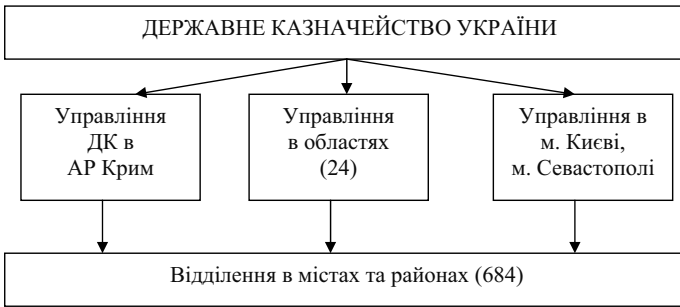 ДЕРЖАВНЕ КАЗНАЧЕЙСТВО УКРАЇНИ
Управління
ДК в
АР Крим
Управління
в областях
(24)
Управління в
м. Києві,
м. Севастополі
Відділення в містах та районах (684)